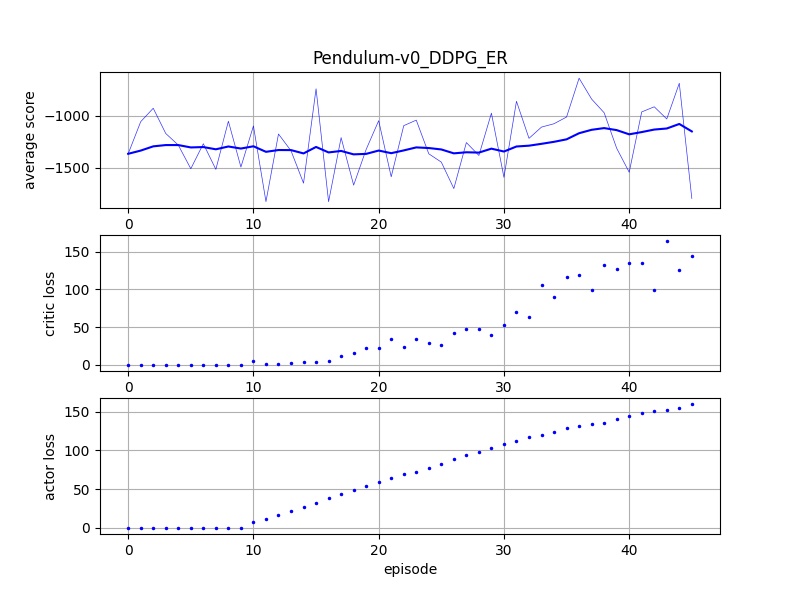 Pendulum-v0_DDPG_ER
average score
−1000
−1500
0 10 20 30 40
critic loss
150
100
50
0
0 10 20 30 40
actor loss
150
100
50
0
0 10 20 30 40
episode